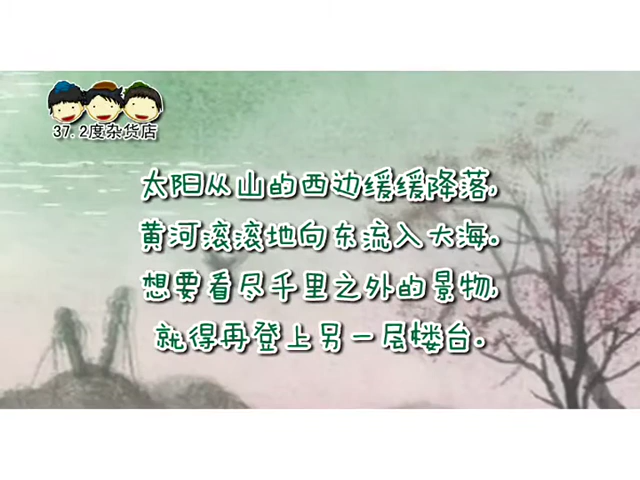 37.2度杂货店
太阳从山的西边缓缓降落,
黄河滚滚地向东流入大海。
想要看尽千里之外的景物,
就得再登上另一层楼台。